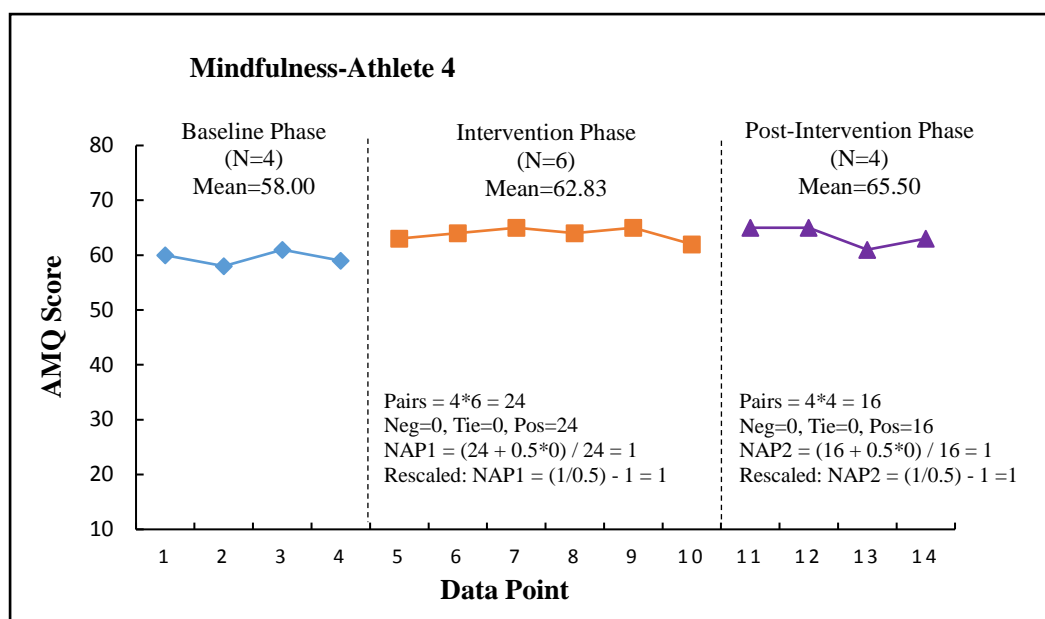 Mindfulness-Athlete 4
Baseline Phase
(N=4)
Mean=58.00
Intervention Phase
(N=6)
Mean=62.83
Post-Intervention Phase
(N=4)
Mean=65.50
AMQ Score
80
70
60
50
40
30
20
10
Pairs = 4*6 = 24
Neg=0, Tie=0, Pos=24
NAP1 = (24 + 0.5*0) / 24 = 1
Rescaled: NAP1 = (1/0.5) - 1 = 1
Pairs = 4*4 = 16
Neg=0, Tie=0, Pos=16
NAP2 = (16 + 0.5*0) / 16 = 1
Rescaled: NAP2 = (1/0.5) - 1 =1
1 2 3 4 5 6 7 8 9 10 11 12 13 14
Data Point